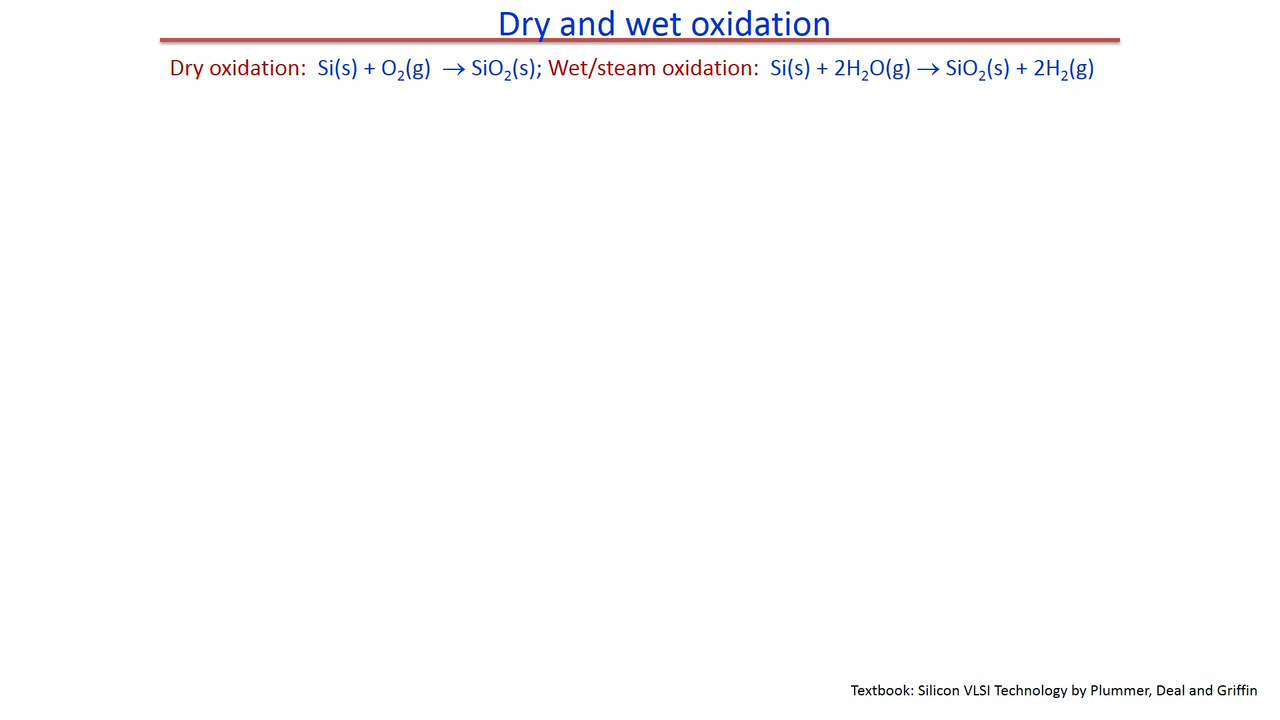 Dry and wet oxidation
Dry oxidation: Si(s) + O₂(g) → SiO₂(s); Wet/steam oxidation: Si(s) + 2H₂O(g) → SiO₂(s) + 2H₂(g)
Textbook: Silicon VLSI Technology by Plummer, Deal and Griffin